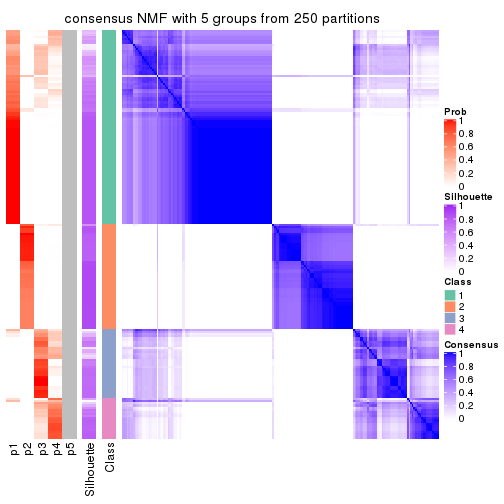 consensus NMF with 5 groups from 250 partitions
Prob
1
0.8
0.6
0.4
0.2
0
Silhouette
1
0.8
0.6
0.4
0.2
0
Class
1
2
3
4
Consensus
1
0.8
0.6
0.4
0.2
0
p1
p2
p3
p4
p5
Silhouette
Class